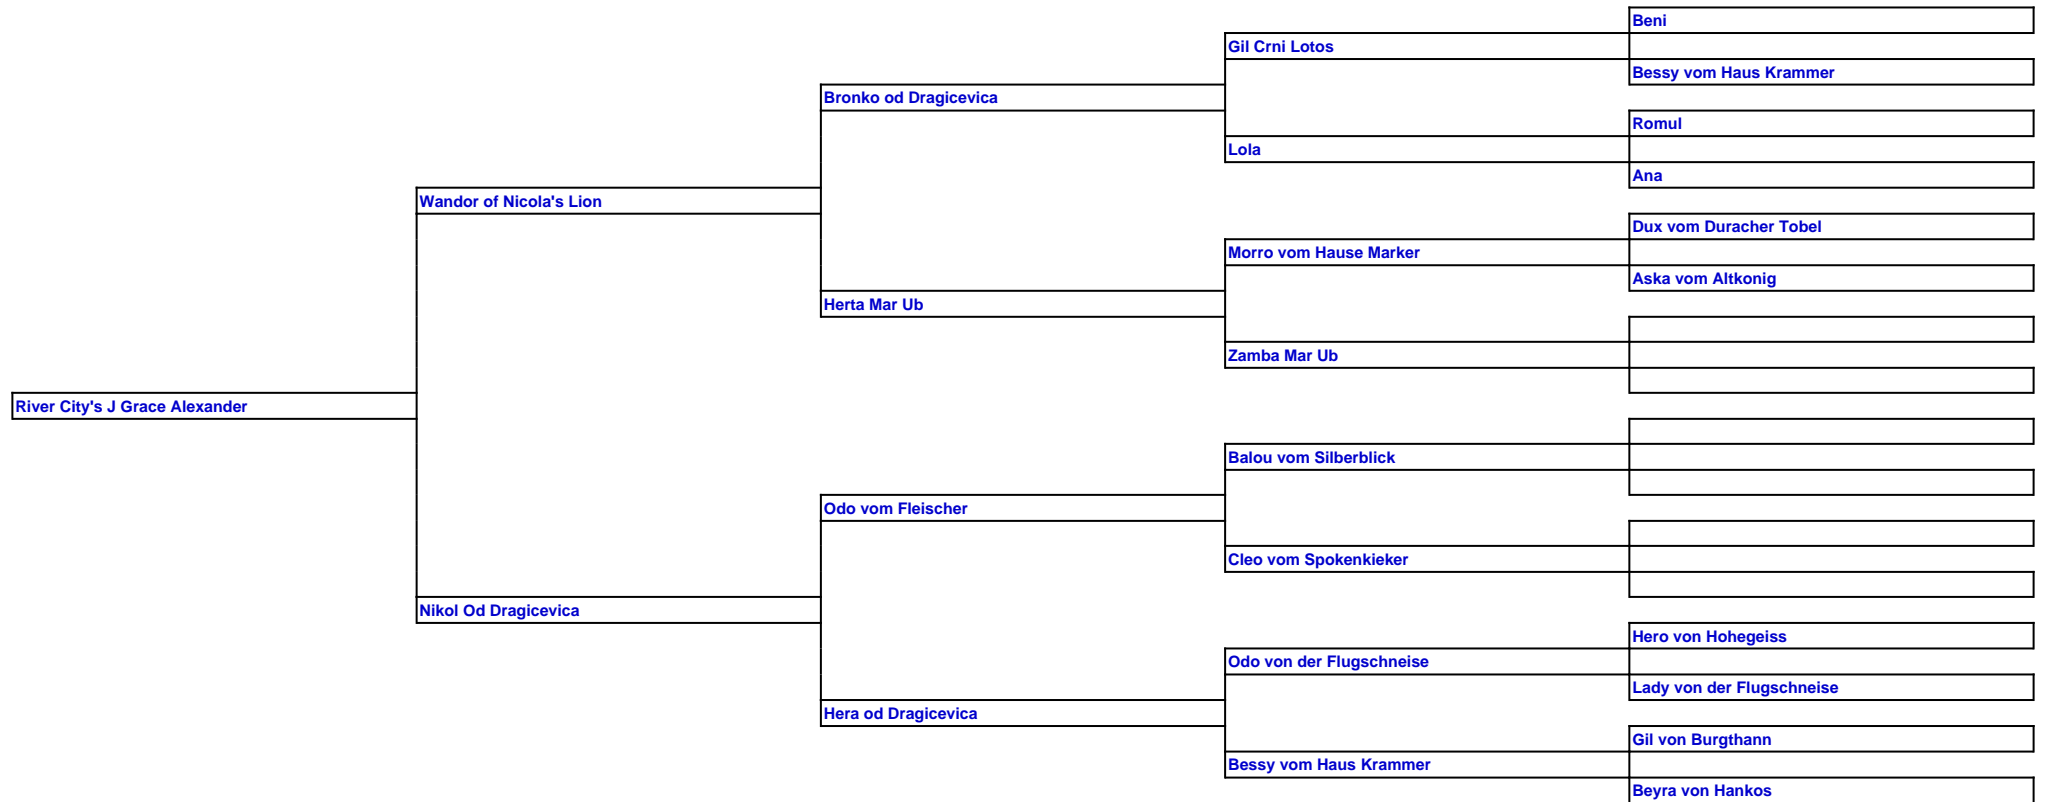 Beni
Gil Crni Lotos
Bessy vom Haus Krammer
Bronko od Dragicevica
Romul
Lola
Ana
Wandor of Nicola's Lion
Dux vom Duracher Tobel
Morro vom Hause Marker
Aska vom Altkonig
Herta Mar Ub
Zamba Mar Ub
River City's J Grace Alexander
Balou vom Silberblick
Odo vom Fleischer
Cleo vom Spokenkieker
Nikol Od Dragicevica
Hero von Hohegeiss
Odo von der Flugschneise
Lady von der Flugschneise
Hera od Dragicevica
Gil von Burgthann
Bessy vom Haus Krammer
Beyra von Hankos